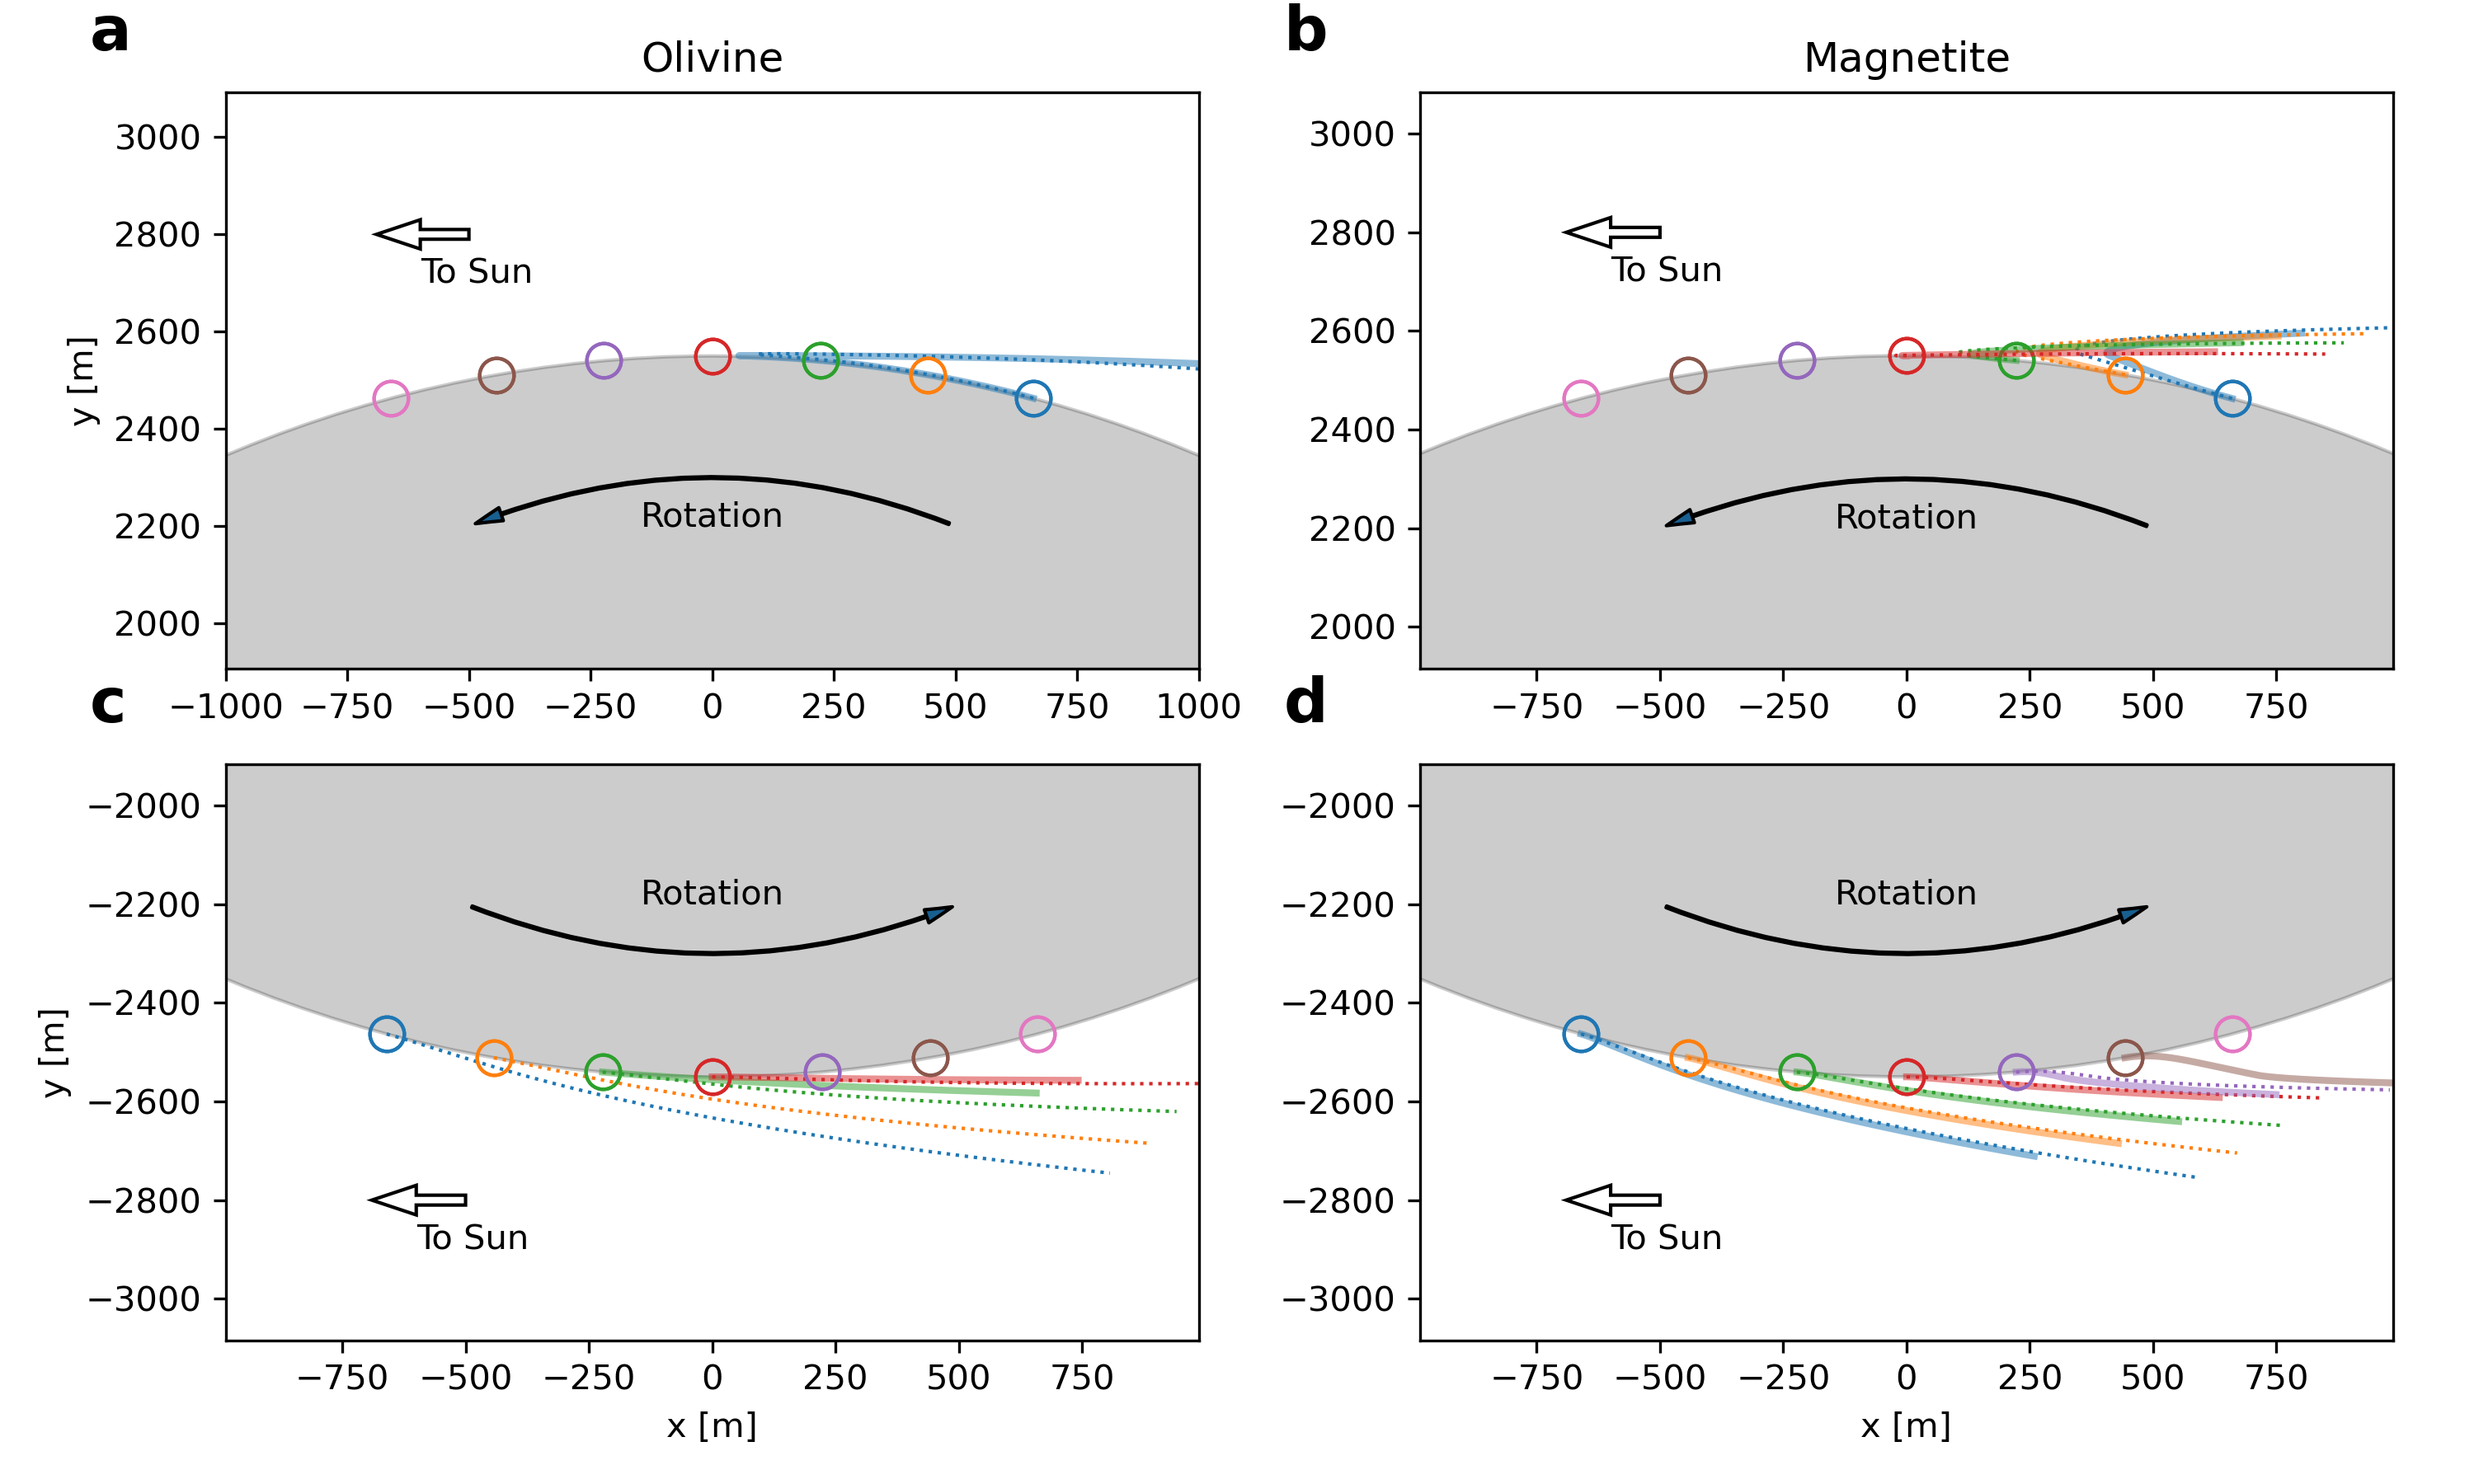 a
Olivine
y [m]
3000
2800
2600
2400
2200
2000
To Sun
Rotation
−1000 −750 −500 −250 0 250 500 750 1000
b
Magnetite
3000
2800
2600
2400
2200
2000
To Sun
Rotation
−750 −500 −250 0 250 500 750
c
y [m]
−2000
−2200
−2400
−2600
−2800
−3000
Rotation
To Sun
−750 −500 −250 0 250 500 750
x [m]
d
−2000
−2200
−2400
−2600
−2800
−3000
Rotation
To Sun
−750 −500 −250 0 250 500 750
x [m]